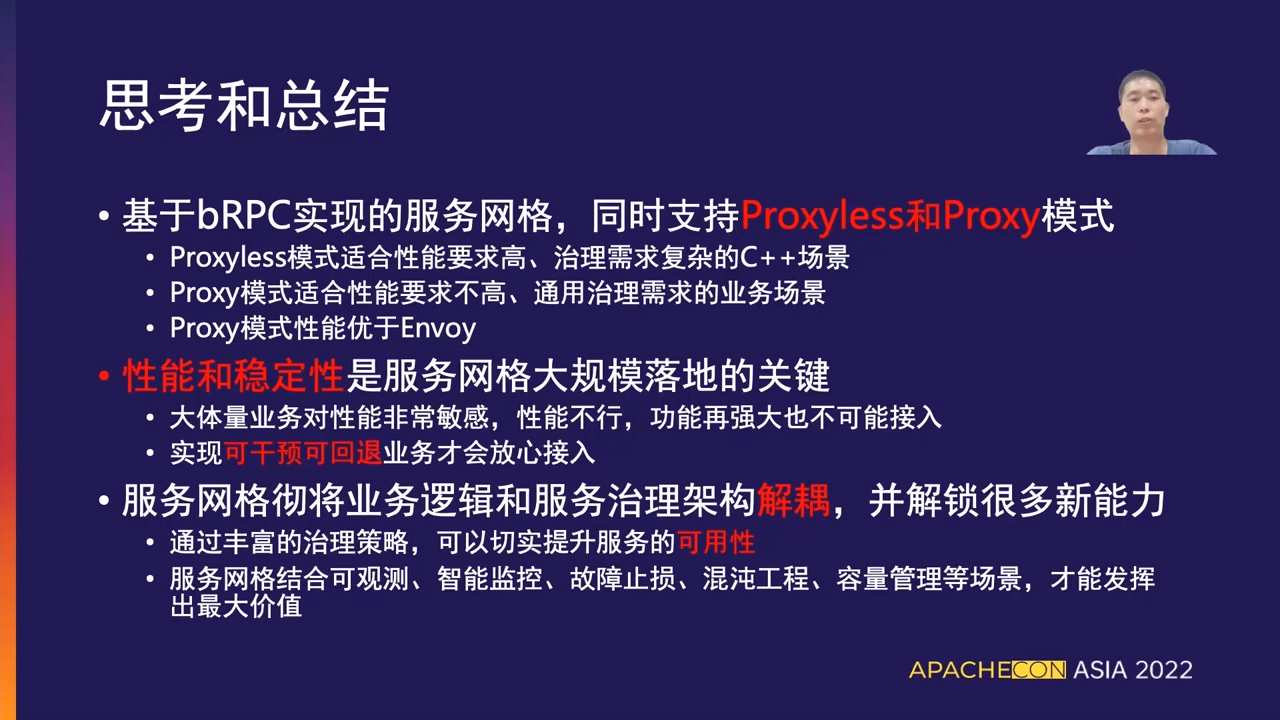 思考和总结
• 基于bRPC实现的服务网格，同时支持Proxyless和Proxy模式
• Proxyless模式适合性能要求高、治理需求复杂的C++场景
• Proxy模式适合性能要求不高、通用治理需求的业务场景
• Proxy模式性能优于Envoy
• 性能和稳定性是服务网格大规模落地的关键
• 大体量业务对性能非常敏感，性能不行，功能再强大也不可能接入
• 实现可干预可回退业务才会放心接入
• 服务网格彻将业务逻辑和服务治理架构解耦，并解锁很多新能力
• 通过丰富的治理策略，可以切实提升服务的可用性
• 服务网格结合可观测、智能监控、故障止损、混沌工程、容量管理等场景，才能发挥
出最大价值
APACHECON ASIA 2022